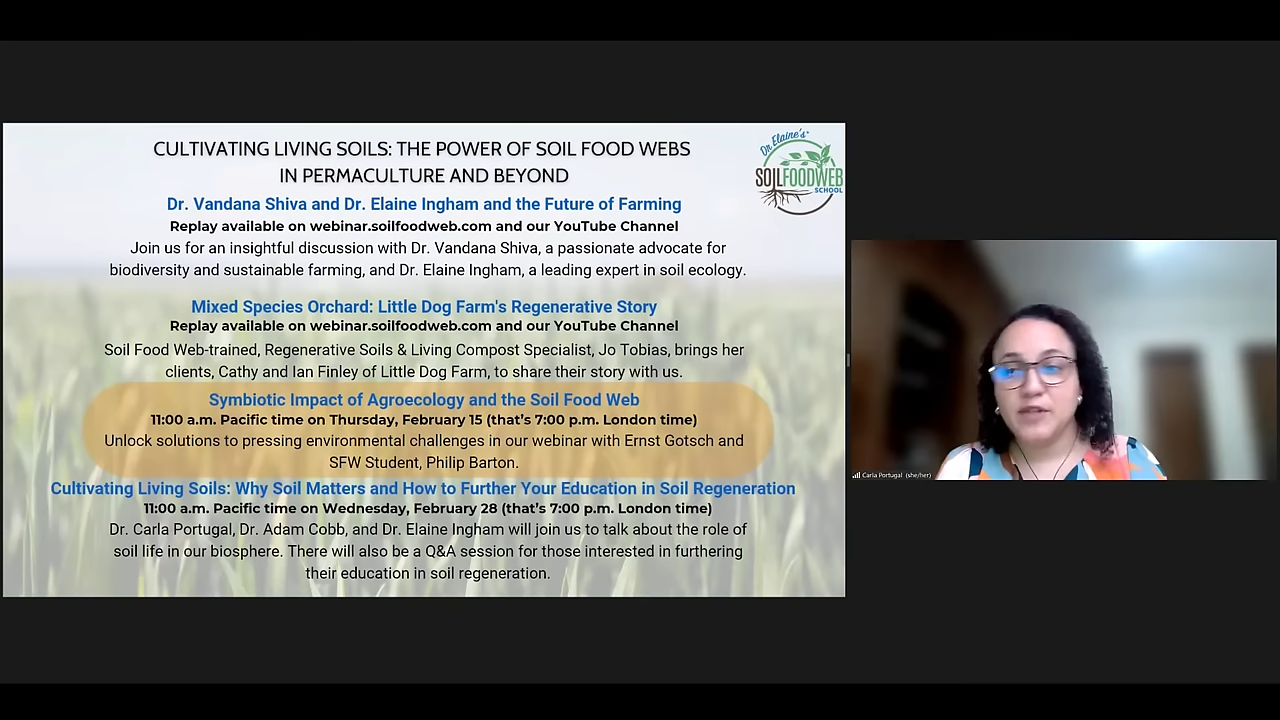 CULTIVATING LIVING SOILS: THE POWER OF SOIL FOOD WEBS
IN PERMACULTURE AND BEYOND
Dr. Elaine's
SOILFOODWEB
SCHOOL
Dr. Vandana Shiva and Dr. Elaine Ingham and the Future of Farming
Replay available on webinar.soilfoodweb.com and our YouTube Channel
Join us for an insightful discussion with Dr. Vandana Shiva, a passionate advocate for
biodiversity and sustainable farming, and Dr. Elaine Ingham, a leading expert in soil ecology.
Mixed Species Orchard: Little Dog Farm's Regenerative Story
Replay available on webinar.soilfoodweb.com and our YouTube Channel
Soil Food Web-trained, Regenerative Soils & Living Compost Specialist, Jo Tobias, brings her
clients, Cathy and Ian Finley of Little Dog Farm, to share their story with us.
Symbiotic Impact of Agroecology and the Soil Food Web
11:00 a.m. Pacific time on Thursday, February 15 (that's 7:00 p.m. London time)
Unlock solutions to pressing environmental challenges in our webinar with Ernst Gotsch and
SFW Student, Philip Barton.
Cultivating Living Soils: Why Soil Matters and How to Further Your Education in Soil Regeneration
11:00 a.m. Pacific time on Wednesday, February 28 (that's 7:00 p.m. London time)
Dr. Carla Portugal, Dr. Adam Cobb, and Dr. Elaine Ingham will join us to talk about the role of
soil life in our biosphere. There will also be a Q&A session for those interested in furthering
their education in soil regeneration.
Carla Portugal (she/her)